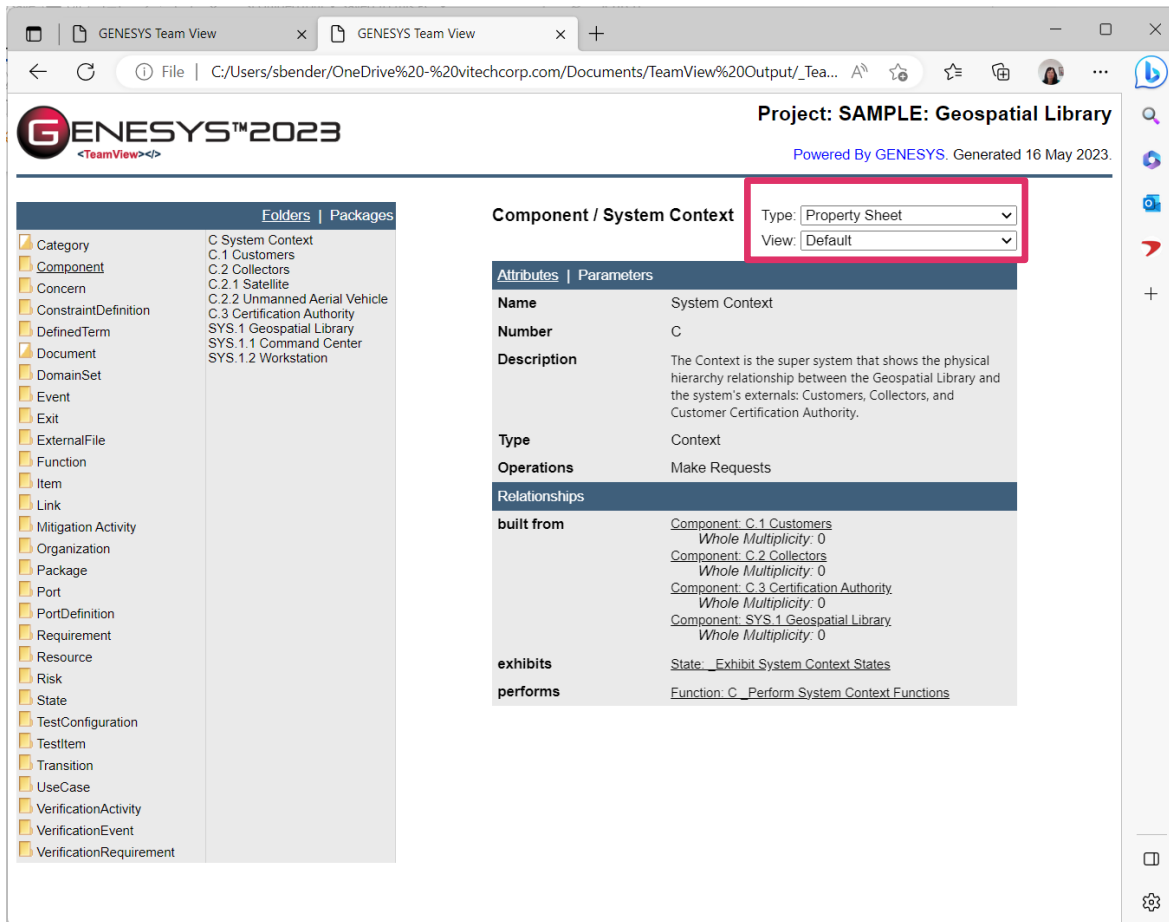 GENESYS Team View
GENESYS Team View
File | C:/Users/sbender/OneDrive%20-%20vitechcorp.com/Documents/TeamView%20Output/_Tea...
GENESYS™2023
<TeamView></>
Project: SAMPLE: Geospatial Library
Powered By GENESYS. Generated 16 May 2023.
Folders | Packages
Category
Component
Concern
ConstraintDefinition
DefinedTerm
Document
DomainSet
Event
Exit
ExternalFile
Function
Item
Link
Mitigation Activity
Organization
Package
Port
PortDefinition
Requirement
Resource
Risk
State
TestConfiguration
TestItem
Transition
UseCase
VerificationActivity
VerificationEvent
VerificationRequirement
C System Context
C.1 Customers
C.2 Collectors
C.2.1 Satellite
C.2.2 Unmanned Aerial Vehicle
C.3 Certification Authority
SYS.1 Geospatial Library
SYS.1.1 Command Center
SYS.1.2 Workstation
Component / System Context
Type: Property Sheet
View: Default
Attributes | Parameters
Name System Context
Number C
Description The Context is the super system that shows the physical
hierarchy relationship between the Geospatial Library and
the system's externals: Customers, Collectors, and
Customer Certification Authority.
Type Context
Operations Make Requests
Relationships
built from Component: C.1 Customers
Whole Multiplicity: 0
Component: C.2 Collectors
Whole Multiplicity: 0
Component: C.3 Certification Authority
Whole Multiplicity: 0
Component: SYS.1 Geospatial Library
Whole Multiplicity: 0
exhibits State: _Exhibit System Context States
performs Function: C _Perform System Context Functions